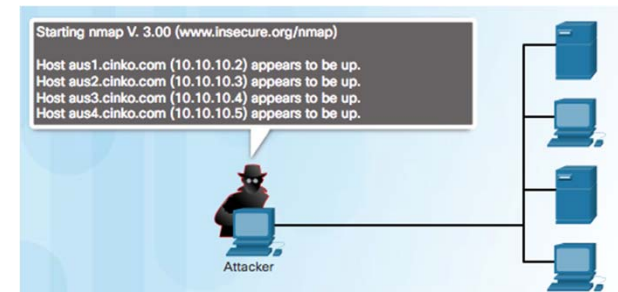 Starting nmap V. 3.00 (www.insecure.org/nmap)
Host aus1.cinko.com (10.10.10.2) appears to be up.
Host aus2.cinko.com (10.10.10.3) appears to be up.
Host aus3.cinko.com (10.10.10.4) appears to be up.
Host aus4.cinko.com (10.10.10.5) appears to be up.
Attacker